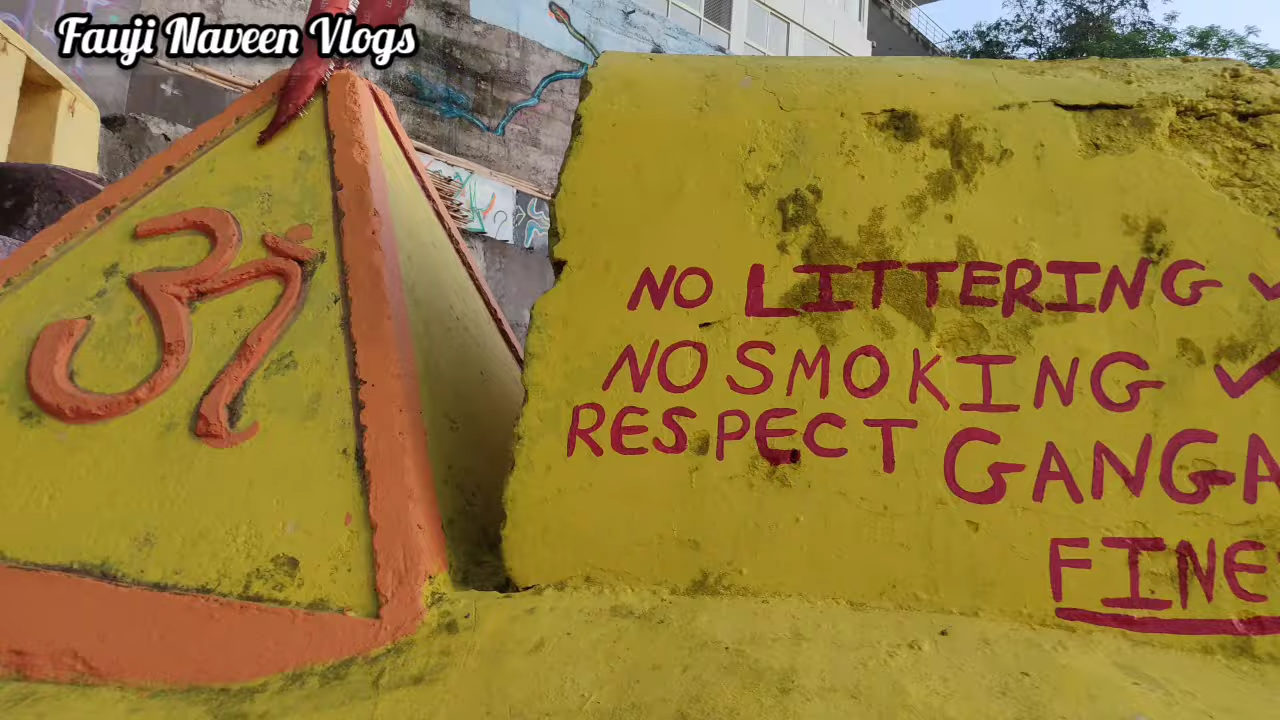 Fauji Naveen Vlogs
ॐ
NO LITTERING
NO SMOKING
RESPECT GANGA
FINE